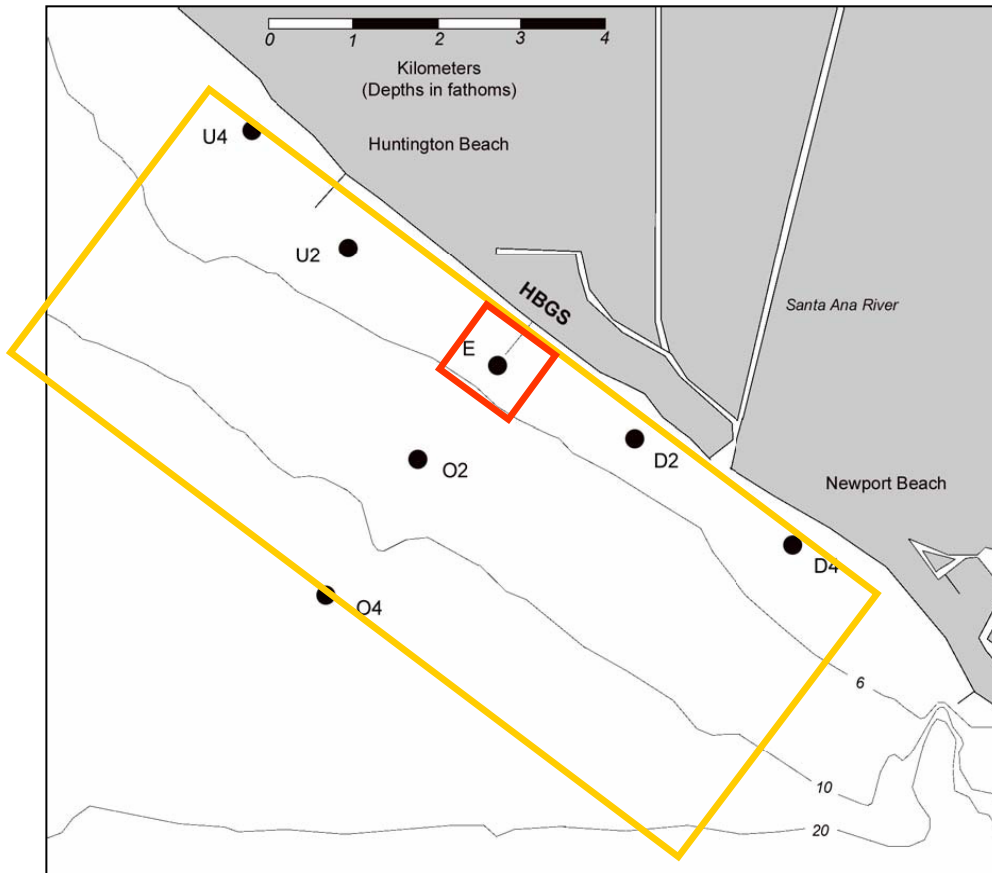 0 1 2 3 4
Kilometers
(Depths in fathoms)
U4
Huntington Beach
U2
HBGS
Santa Ana River
E
D2
O2
Newport Beach
D4
O4
6
10
20